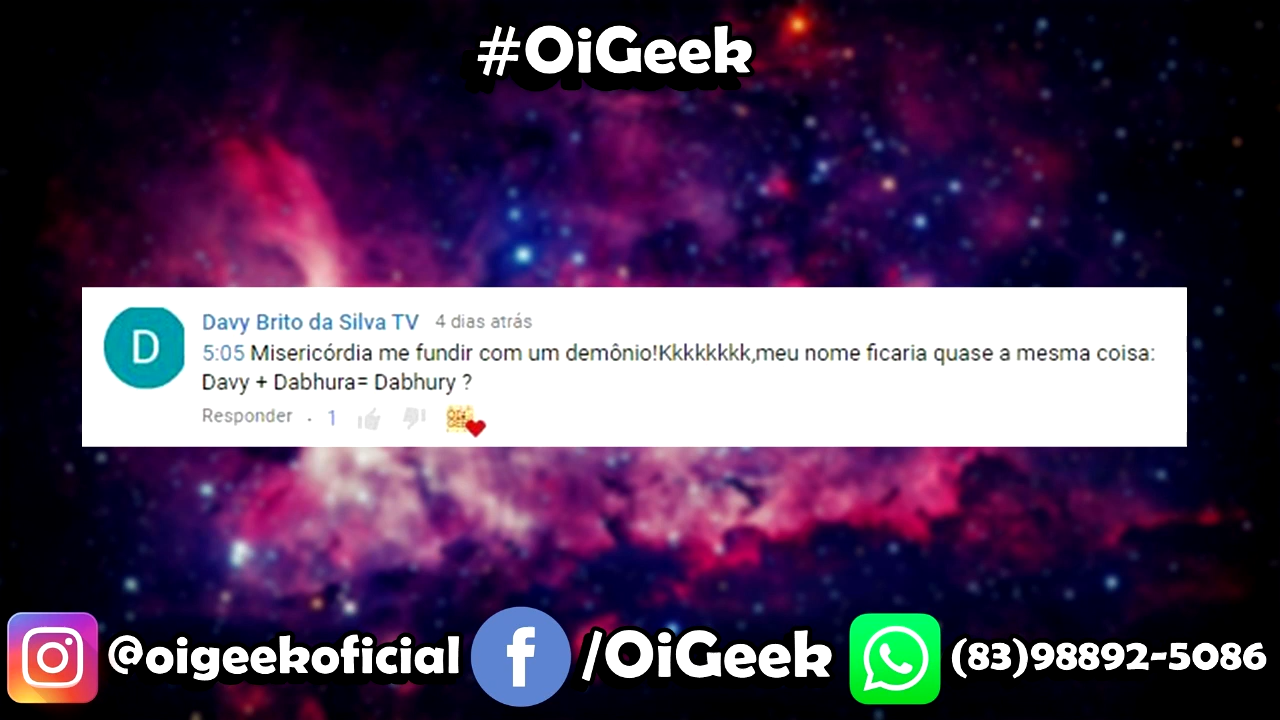 #OiGeek
D
Davy Brito da Silva TV 4 dias atrás
5:05 Misericórdia me fundir com um demônio!Kkkkkkkk,meu nome ficaria quase a mesma coisa:
Davy + Dabhura= Dabhury ?
Responder · 1
@oigeekoficial f /OiGeek (83)98892-5086